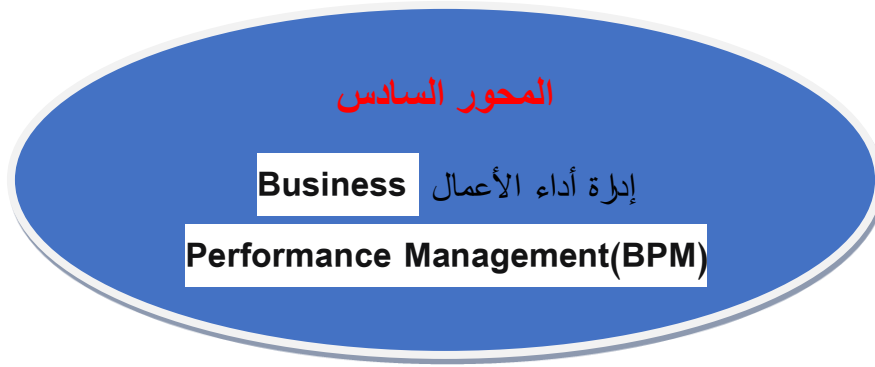 المحور السادس
إدارة أداء الأعمال Business
Performance Management(BPM)